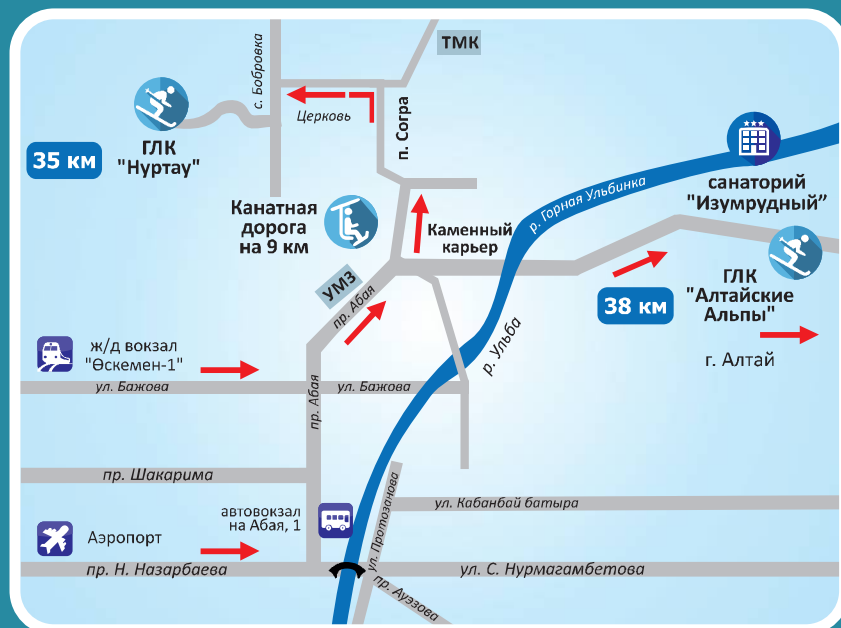 ТМК
с. Бобровка
Церковь
п. Согра
ГЛК
"Нуртау"
35 км
санаторий
"Изумрудный”
р. Горная Ульбинка
Канатная
дорога
на 9 км
Каменный
карьер
УМЗ
пр. Абая
ГЛК
"Алтайские
Альпы"
38 км
г. Алтай
р. Ульба
ж/д вокзал
"Өскемен-1"
ул. Бажова
пр. Абая
ул. Бажова
пр. Шакарима
автовокзал
на Абая, 1
ул. Протозанова
ул. Кабанбай батыра
Аэропорт
пр. Н. Назарбаева
ул. С. Нурмагамбетова
пр. Ауэзова